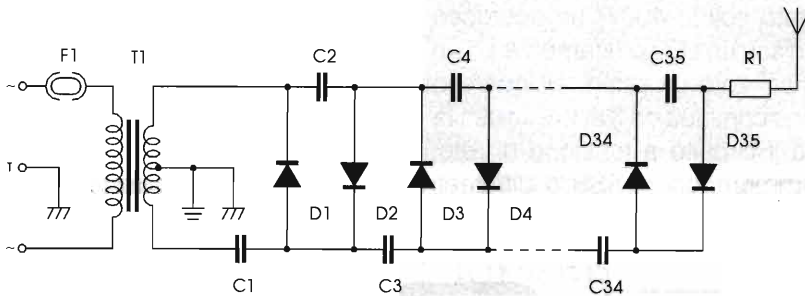 F1 T1 C2 C4 C35 R1
~
D34 D35
T
D1 D2 D3 D4
~
C1 C3 C34